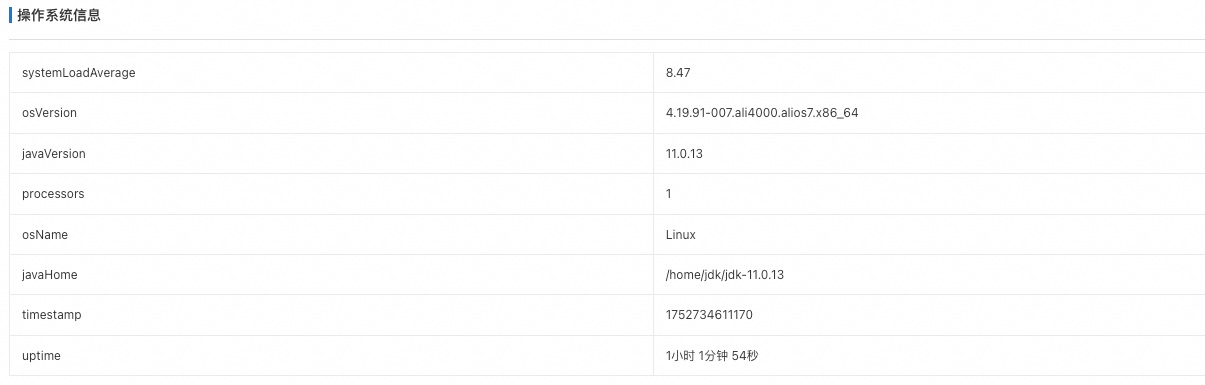 操作系统信息
systemLoadAverage 8.47
osVersion 4.19.91-007.ali4000.alios7.x86_64
javaVersion 11.0.13
processors 1
osName Linux
javaHome /home/jdk/jdk-11.0.13
timestamp 1752734611170
uptime 1小时 1分钟 54秒